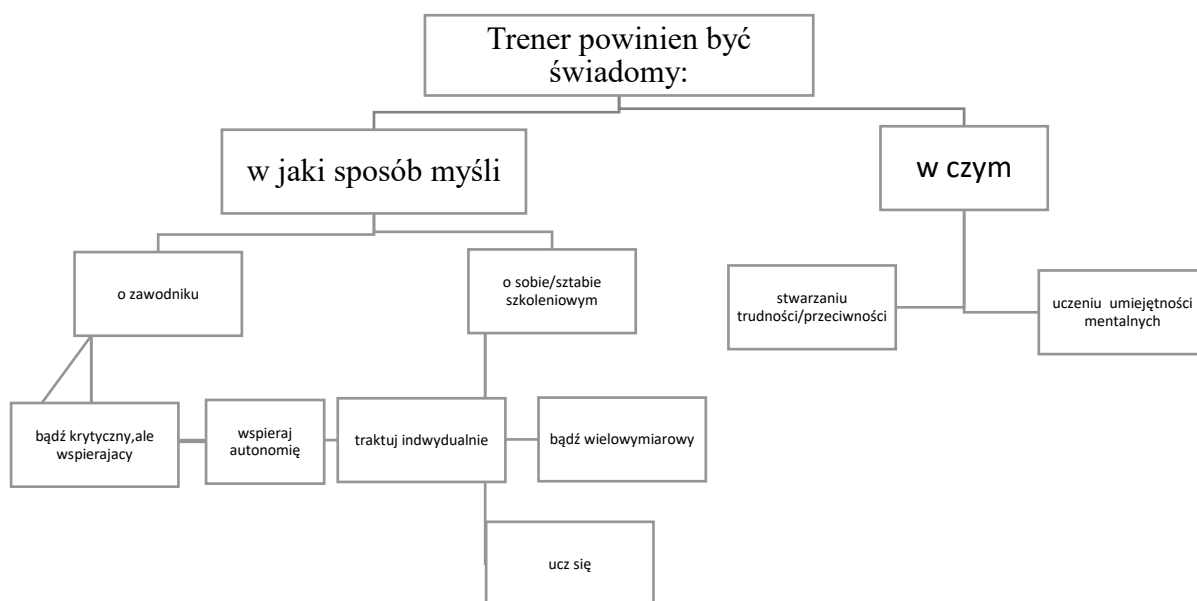 Trener powinien być
świadomy:
w jaki sposób myśli
w czym
o zawodniku
o sobie/sztabie
szkoleniowym
stwarzaniu
trudności/przeciwności
uczeniu umiejętności
mentalnych
bądź krytyczny,ale
wspierajacy
wspieraj
autonomię
traktuj indwydualnie
bądź wielowymiarowy
ucz się